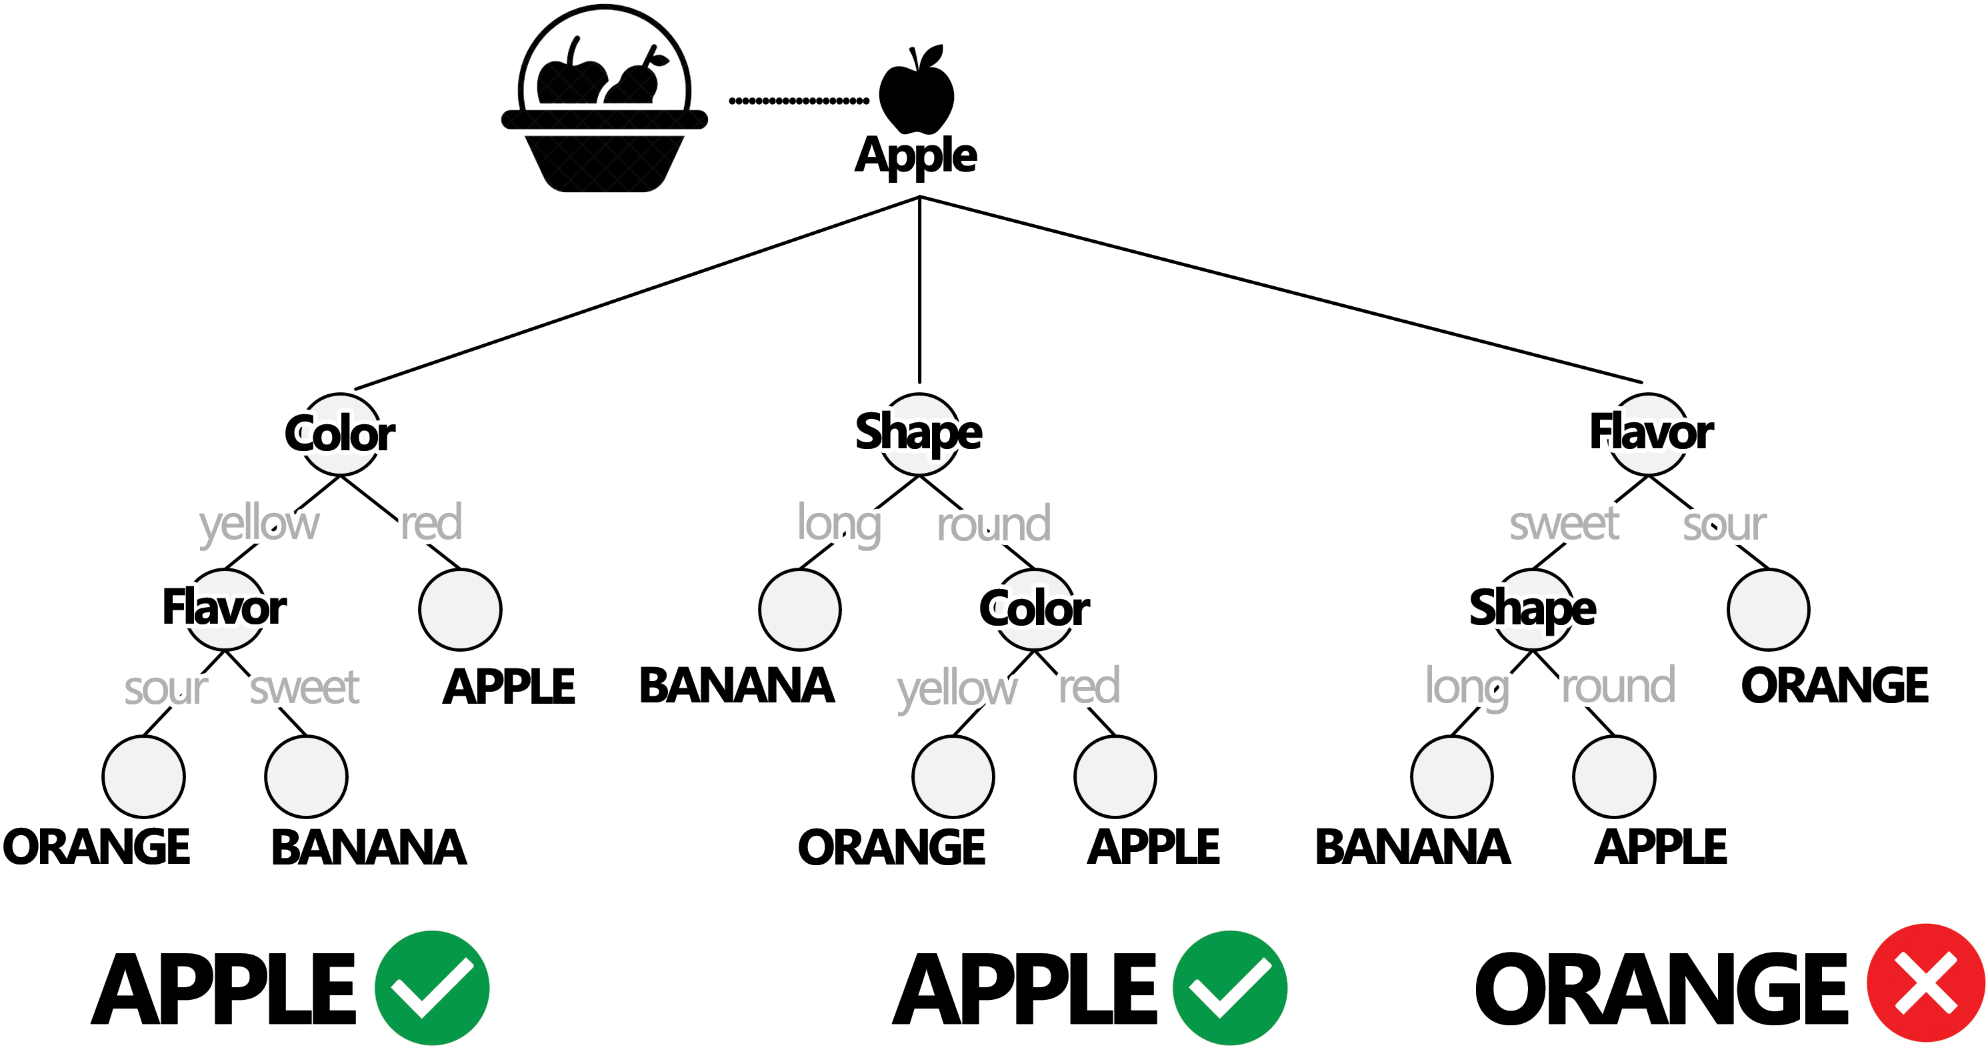 Apple
Color
Shape
Flavor
yellow red
long round
sweet sour
Flavor
Color
Shape
APPLE
BANANA
ORANGE
sour sweet
yellow red
long round
ORANGE BANANA
ORANGE APPLE
BANANA APPLE
APPLE
APPLE
ORANGE